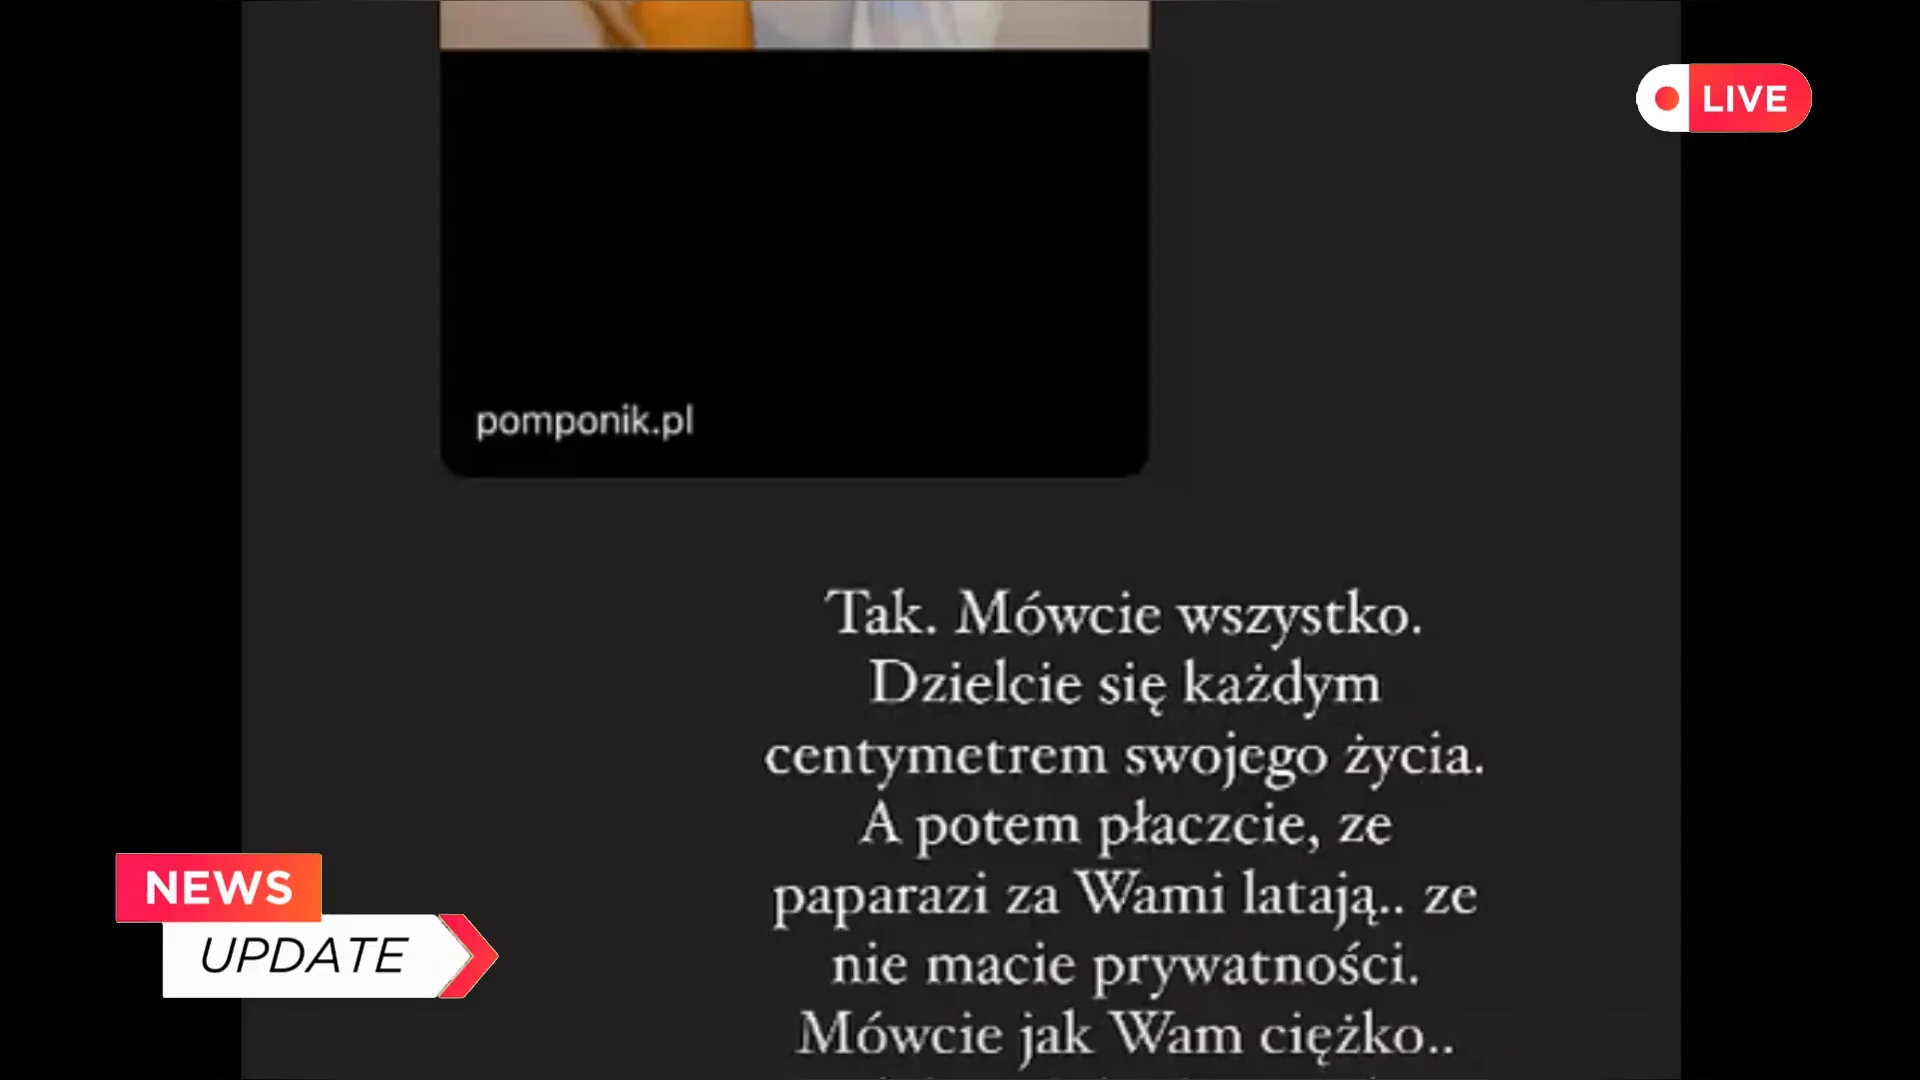 LIVE
pomponik.pl
Tak. Mówcie wszystko.
Dzielcie się każdym
centymetrem swojego życia.
A potem płaczcie, ze
paparazi za Wami latają.. ze
nie macie prywatności.
Mówcie jak Wam ciężko..
NEWS
UPDATE